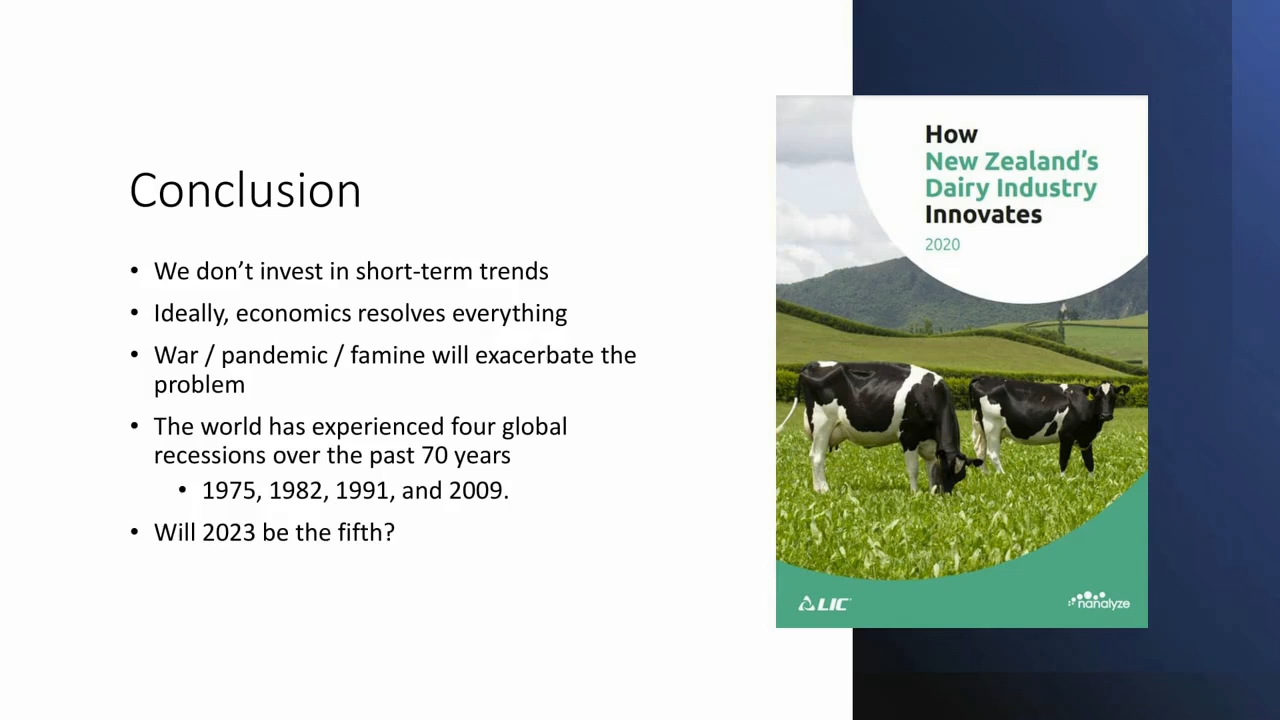 Conclusion
• We don’t invest in short-term trends
• Ideally, economics resolves everything
• War / pandemic / famine will exacerbate the
problem
• The world has experienced four global
recessions over the past 70 years
• 1975, 1982, 1991, and 2009.
• Will 2023 be the fifth?
How
New Zealand’s
Dairy Industry
Innovates
2020
LIC
nanalyze